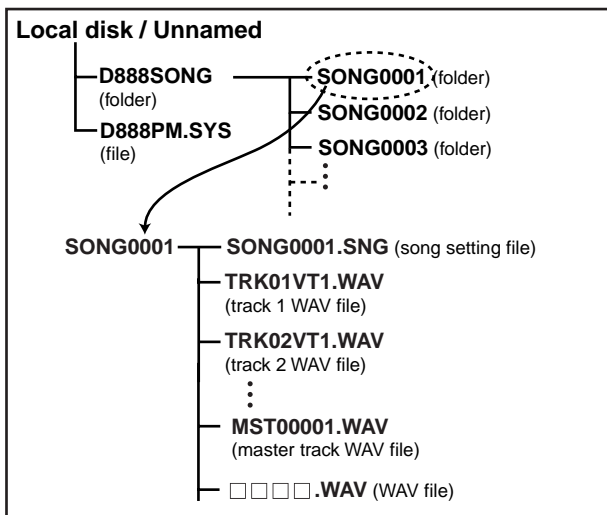 Local disk / Unnamed
D888SONG
(folder)
D888PM.SYS
(file)
SONG0001 (folder)
SONG0002 (folder)
SONG0003 (folder)
SONG0001
SONG0001.SNG (song setting file)
TRK01VT1.WAV
(track 1 WAV file)
TRK02VT1.WAV
(track 2 WAV file)
MST00001.WAV
(master track WAV file)
□□□□.WAV (WAV file)